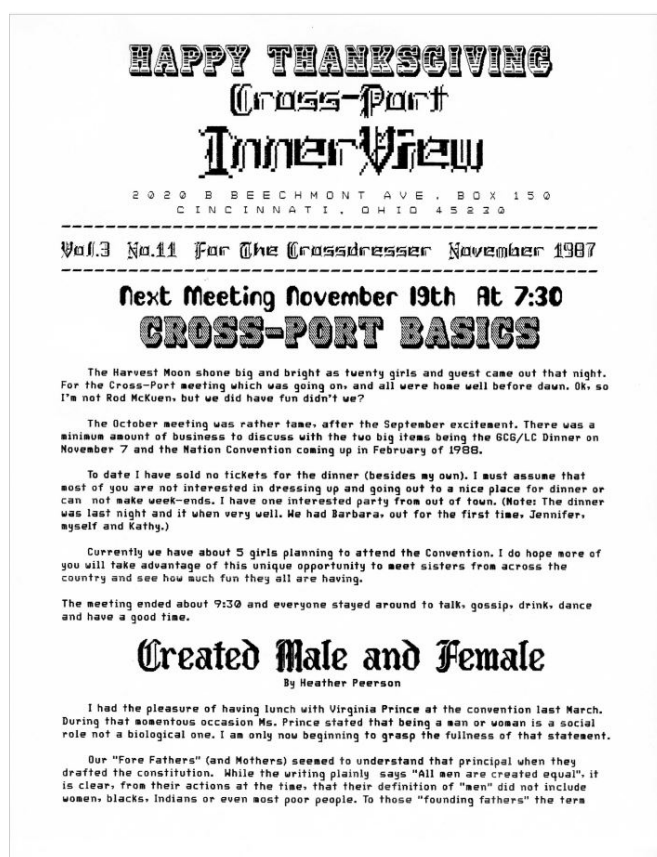 HAPPY THANKSGIVING
Cross-Port
InnerView
2020 B BEECHMONT AVE, BOX 150
CINCINNATI, OHIO 45230
Vol.3 No.11 For The Crossdresser November 1987
Next Meeting November 19th At 7:30
CROSS-PORT BASICS
The Harvest Moon shone big and bright as twenty girls and guest came out that night.
For the Cross-Port meeting which was going on, and all were home well before dawn. Ok, so
I'm not Rod McKuen, but we did have fun didn't we?
The October meeting was rather tame, after the September excitement. There was a
minimum amount of business to discuss with the two big items being the GCG/LC Dinner on
November 7 and the Nation Convention coming up in February of 1988.
To date I have sold no tickets for the dinner (besides my own). I must assume that
most of you are not interested in dressing up and going out to a nice place for dinner or
can not make week-ends. I have one interested party from out of town. (Note: The dinner
was last night and it when very well. We had Barbara, out for the first time, Jennifer,
myself and Kathy.)
Currently we have about 5 girls planning to attend the Convention. I do hope more of
you will take advantage of this unique opportunity to meet sisters from across the
country and see how much fun they all are having.
The meeting ended about 9:30 and everyone stayed around to talk, gossip, drink, dance
and have a good time.
Created Male and Female
By Heather Peerson
I had the pleasure of having lunch with Virginia Prince at the convention last March.
During that momentous occasion Ms. Prince stated that being a man or woman is a social
role not a biological one. I am only now beginning to grasp the fullness of that statement.
Our "Fore Fathers" (and Mothers) seemed to understand that principal when they
drafted the constitution. While the writing plainly says "All men are created equal", it
is clear, from their actions at the time, that their definition of "men" did not include
women, blacks, Indians or even most poor people. To those "founding fathers" the term